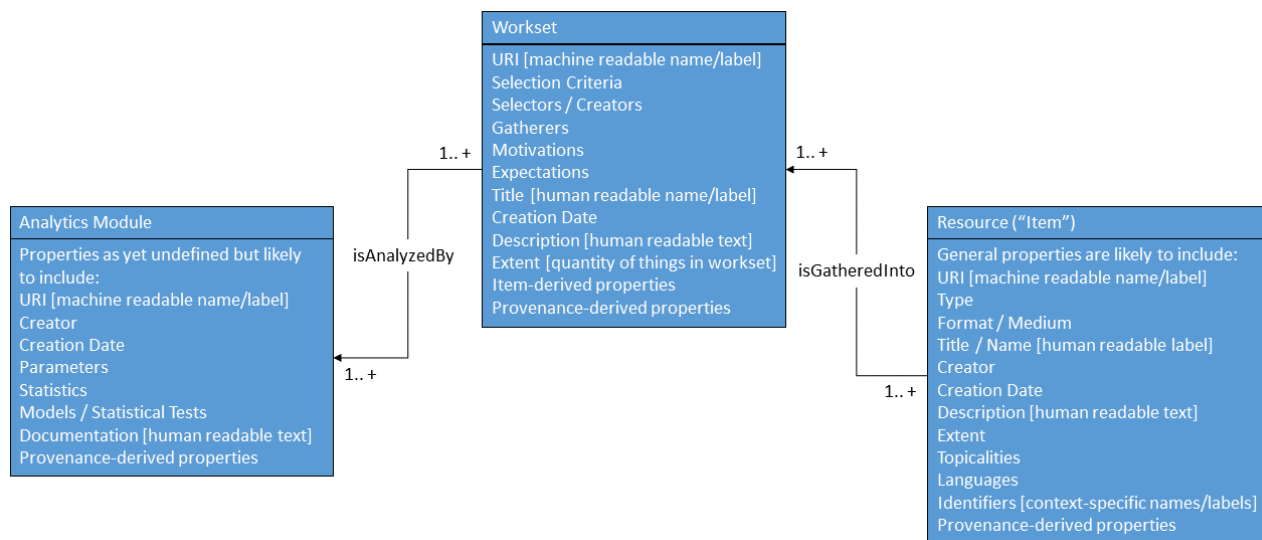 Workset
URI [machine readable name/label]
Selection Criteria
Selectors / Creators
Gatherers
Motivations
Expectations
Title [human readable name/label]
Creation Date
Description [human readable text]
Extent [quantity of things in workset]
Item-derived properties
Provenance-derived properties
1.. +
isAnalyzedBy
1.. +
1.. +
isGatheredInto
1.. +
Analytics Module
Properties as yet undefined but likely
to include:
URI [machine readable name/label]
Creator
Creation Date
Parameters
Statistics
Models / Statistical Tests
Documentation [human readable text]
Provenance-derived properties
Resource (“Item”)
General properties are likely to include:
URI [machine readable name/label]
Type
Format / Medium
Title / Name [human readable label]
Creator
Creation Date
Description [human readable text]
Extent
Topicalities
Languages
Identifiers [context-specific names/labels]
Provenance-derived properties